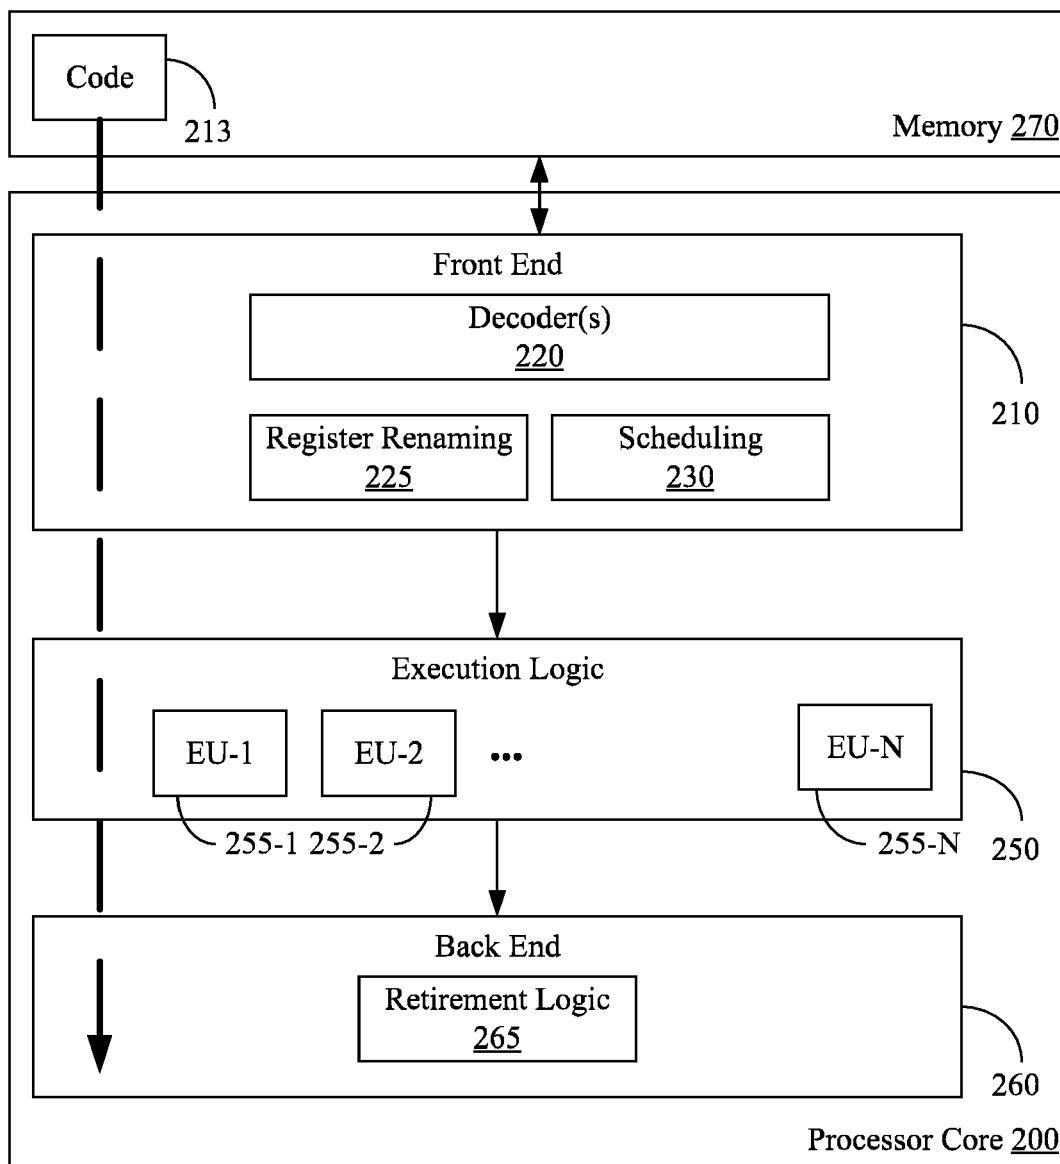 Code
213
Memory 270
Front End
Decoder(s)
220
210
Register Renaming
225
Scheduling
230
Execution Logic
EU-1
EU-2
...
EU-N
255-1
255-2
255-N
250
Back End
Retirement Logic
265
260
Processor Core 200